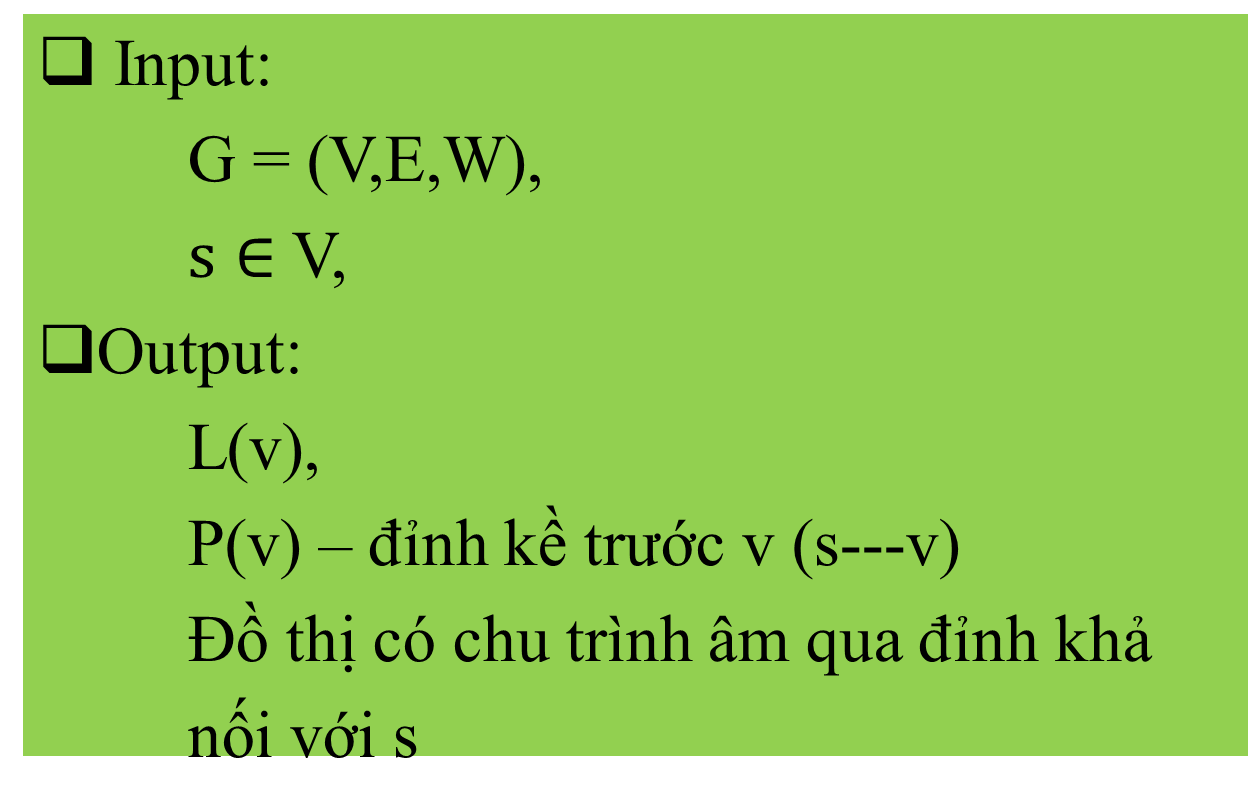 ❑ Input:
G = (V,E,W),
s ∈ V,
❑Output:
L(v),
P(v) – đỉnh kề trước v (s---v)
Đồ thị có chu trình âm qua đỉnh khả
nối với s